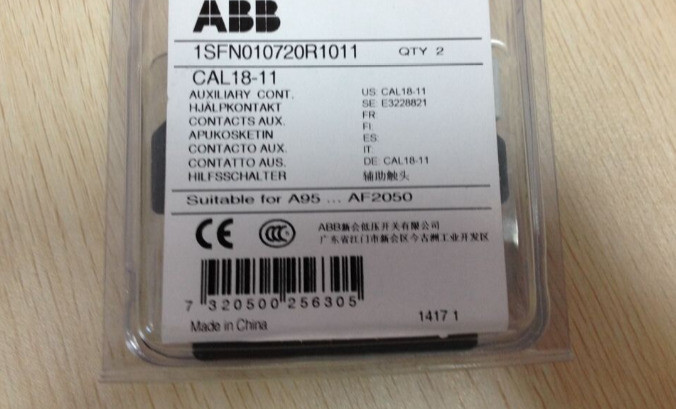 ABB
1SFN010720R1011 QTY 2
CAL18-11
AUXILIARY CONT. US: CAL18-11
HJÄLPKONTAKT SE: E3228821
CONTACTS AUX. FR
APUKOSKETIN FI:
CONTACTO AUX. ES:
CONTATTO AUS. IT:
HILFSSCHALTER DE: CAL18-11
辅助触头
Suitable for A95 ... AF2050
CE CCC ABB新会低压开关有限公司
广东省江门市新会区今古洲工业开发区
7 320500 256305
Made in China 1417 1